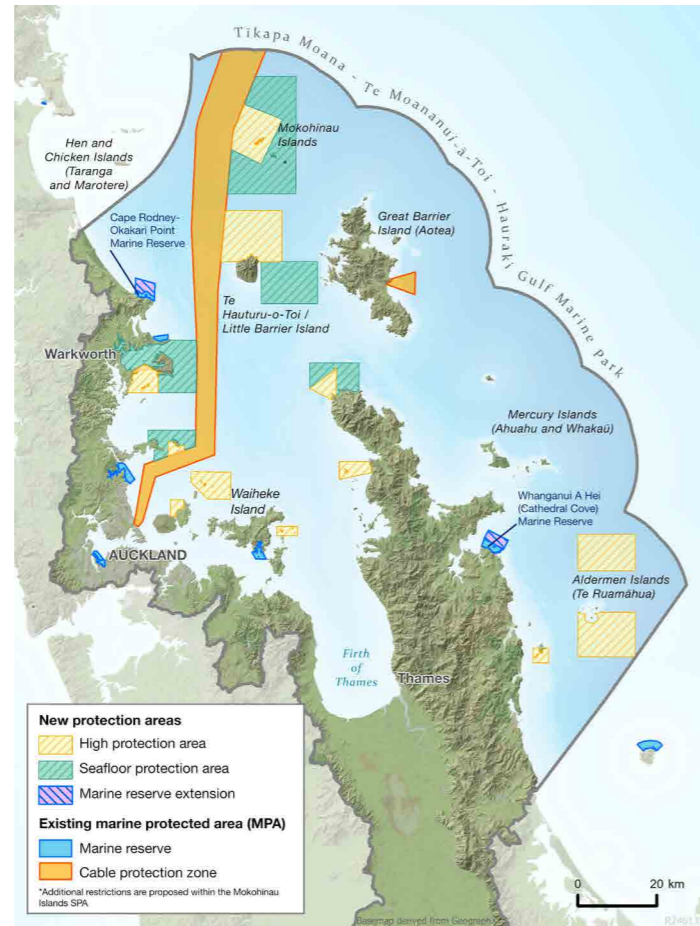 Tīkapa Moana - Te Moananui-ā-Toi - Hauraki Gulf Marine Park
Hen and
Chicken Islands
(Taranga
and Marotere)
Mokohinau
Islands
Cape Rodney-
Okakari Point
Marine Reserve
Great Barrier
Island (Aotea)
Te
Hauturu-o-Toi /
Little Barrier Island
Warkworth
Mercury Islands
(Ahuahu and Whakaū)
Waiheke
Island
Whanganui A Hei
(Cathedral Cove)
Marine Reserve
AUCKLAND
Aldermen Islands
(Te Ruamāhua)
Firth
of
Thames
Thames
New protection areas
High protection area
Seafloor protection area
Marine reserve extension
Existing marine protected area (MPA)
Marine reserve
Cable protection zone
*Additional restrictions are proposed within the Mokohinau
Islands SPA
0 20 km
Basemap derived from